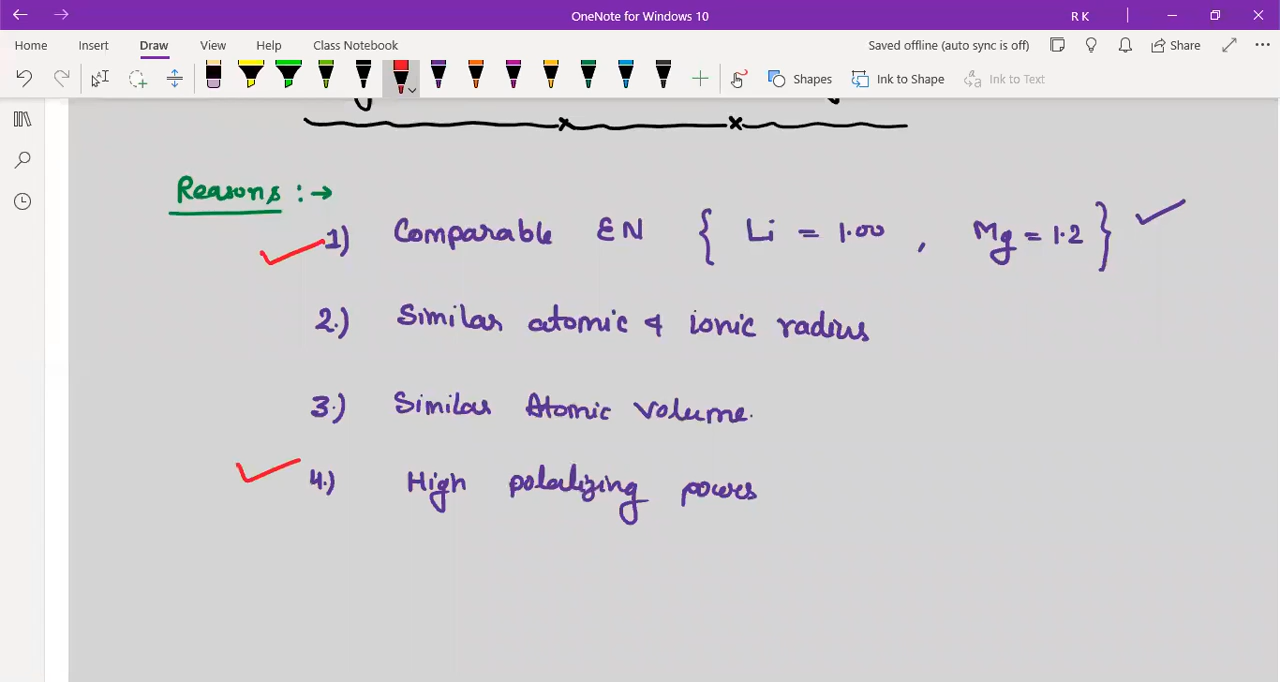 OneNote for Windows 10
R K
Home Insert Draw View Help Class Notebook
Saved offline (auto sync is off) Share
Shapes Ink to Shape Ink to Text
Reasons :→
1) Comparable EN { Li = 1.00 , Mg = 1.2 }
2.) Similar atomic & ionic radius
3.) Similar Atomic Volume.
4.) High polalizing power